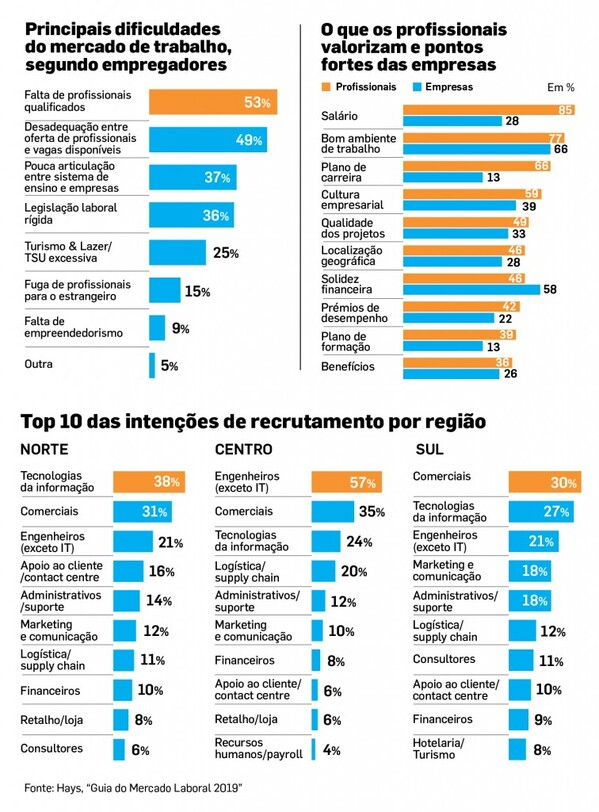 Principais dificuldades
do mercado de trabalho,
segundo empregadores
Falta de profissionais
qualificados
53%
Desadequação entre
oferta de profissionais
e vagas disponíveis
49%
Pouca articulação
entre sistema de
ensino e empresas
37%
Legislação laboral
rígida
36%
Turismo & Lazer/
TSU excessiva
25%
Fuga de profissionais
para o estrangeiro
15%
Falta de
empreendedorismo
9%
Outra
5%
O que os profissionais
valorizam e pontos
fortes das empresas
Profissionais
Empresas
Em %
Salário
85
28
Bom ambiente
de trabalho
77
66
Plano de
carreira
66
13
Cultura
empresarial
59
39
Qualidade
dos projetos
49
33
Localização
geográfica
46
28
Solidez
financeira
46
58
Prémios de
desempenho
42
22
Plano de
formação
39
13
Benefícios
36
26
Top 10 das intenções de recrutamento por região
NORTE
Tecnologias
da informação
38%
Comerciais
31%
Engenheiros
(exceto IT)
21%
Apoio ao cliente
/contact centre
16%
Administrativos
/suporte
14%
Marketing
e comunicação
12%
Logística/
supply chain
11%
Financeiros
10%
Retalho/loja
8%
Consultores
6%
CENTRO
Engenheiros
(exceto IT)
57%
Comerciais
35%
Tecnologias
da informação
24%
Logística/
supply chain
20%
Administrativos/
suporte
12%
Marketing
e comunicação
10%
Financeiros
8%
Apoio ao cliente/
contact centre
6%
Retalho/loja
6%
Recursos
humanos/payroll
4%
SUL
Comerciais
30%
Tecnologias
da informação
27%
Engenheiros
(exceto IT)
21%
Marketing e
comunicação
18%
Administrativos/
suporte
18%
Logística/
supply chain
12%
Consultores
11%
Apoio ao cliente/
contact centre
10%
Financeiros
9%
Hotelaria/
Turismo
8%
Fonte: Hays, "Guia do Mercado Laboral 2019"